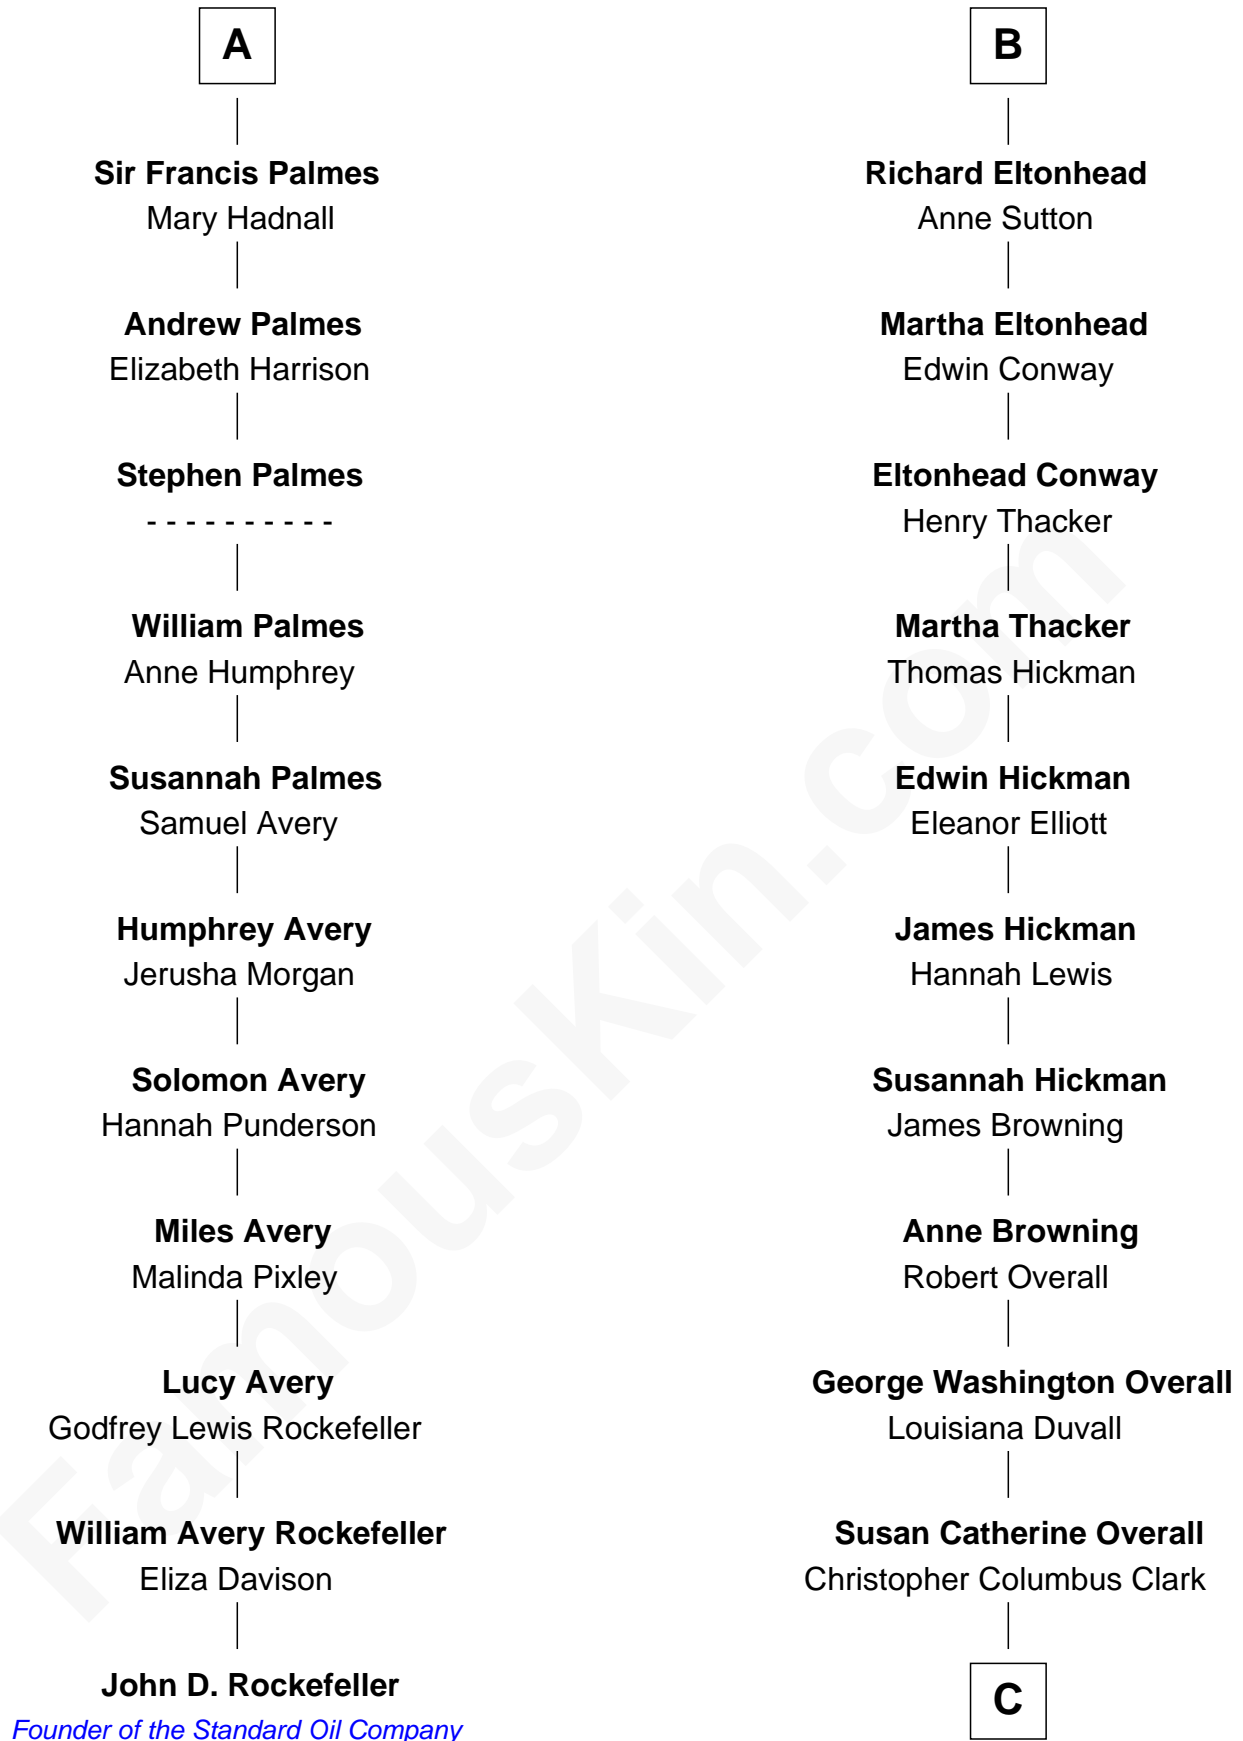 A
Sir Francis Palmes
Mary Hadnall
Andrew Palmes
Elizabeth Harrison
Stephen Palmes
- - - - - - - - - -
William Palmes
Anne Humphrey
Susannah Palmes
Samuel Avery
Humphrey Avery
Jerusha Morgan
Solomon Avery
Hannah Punderson
Miles Avery
Malinda Pixley
Lucy Avery
Godfrey Lewis Rockefeller
William Avery Rockefeller
Eliza Davison
John D. Rockefeller
Founder of the Standard Oil Company
B
Richard Eltonhead
Anne Sutton
Martha Eltonhead
Edwin Conway
Eltonhead Conway
Henry Thacker
Martha Thacker
Thomas Hickman
Edwin Hickman
Eleanor Elliott
James Hickman
Hannah Lewis
Susannah Hickman
James Browning
Anne Browning
Robert Overall
George Washington Overall
Louisiana Duvall
Susan Catherine Overall
Christopher Columbus Clark
C
FamousKin.com